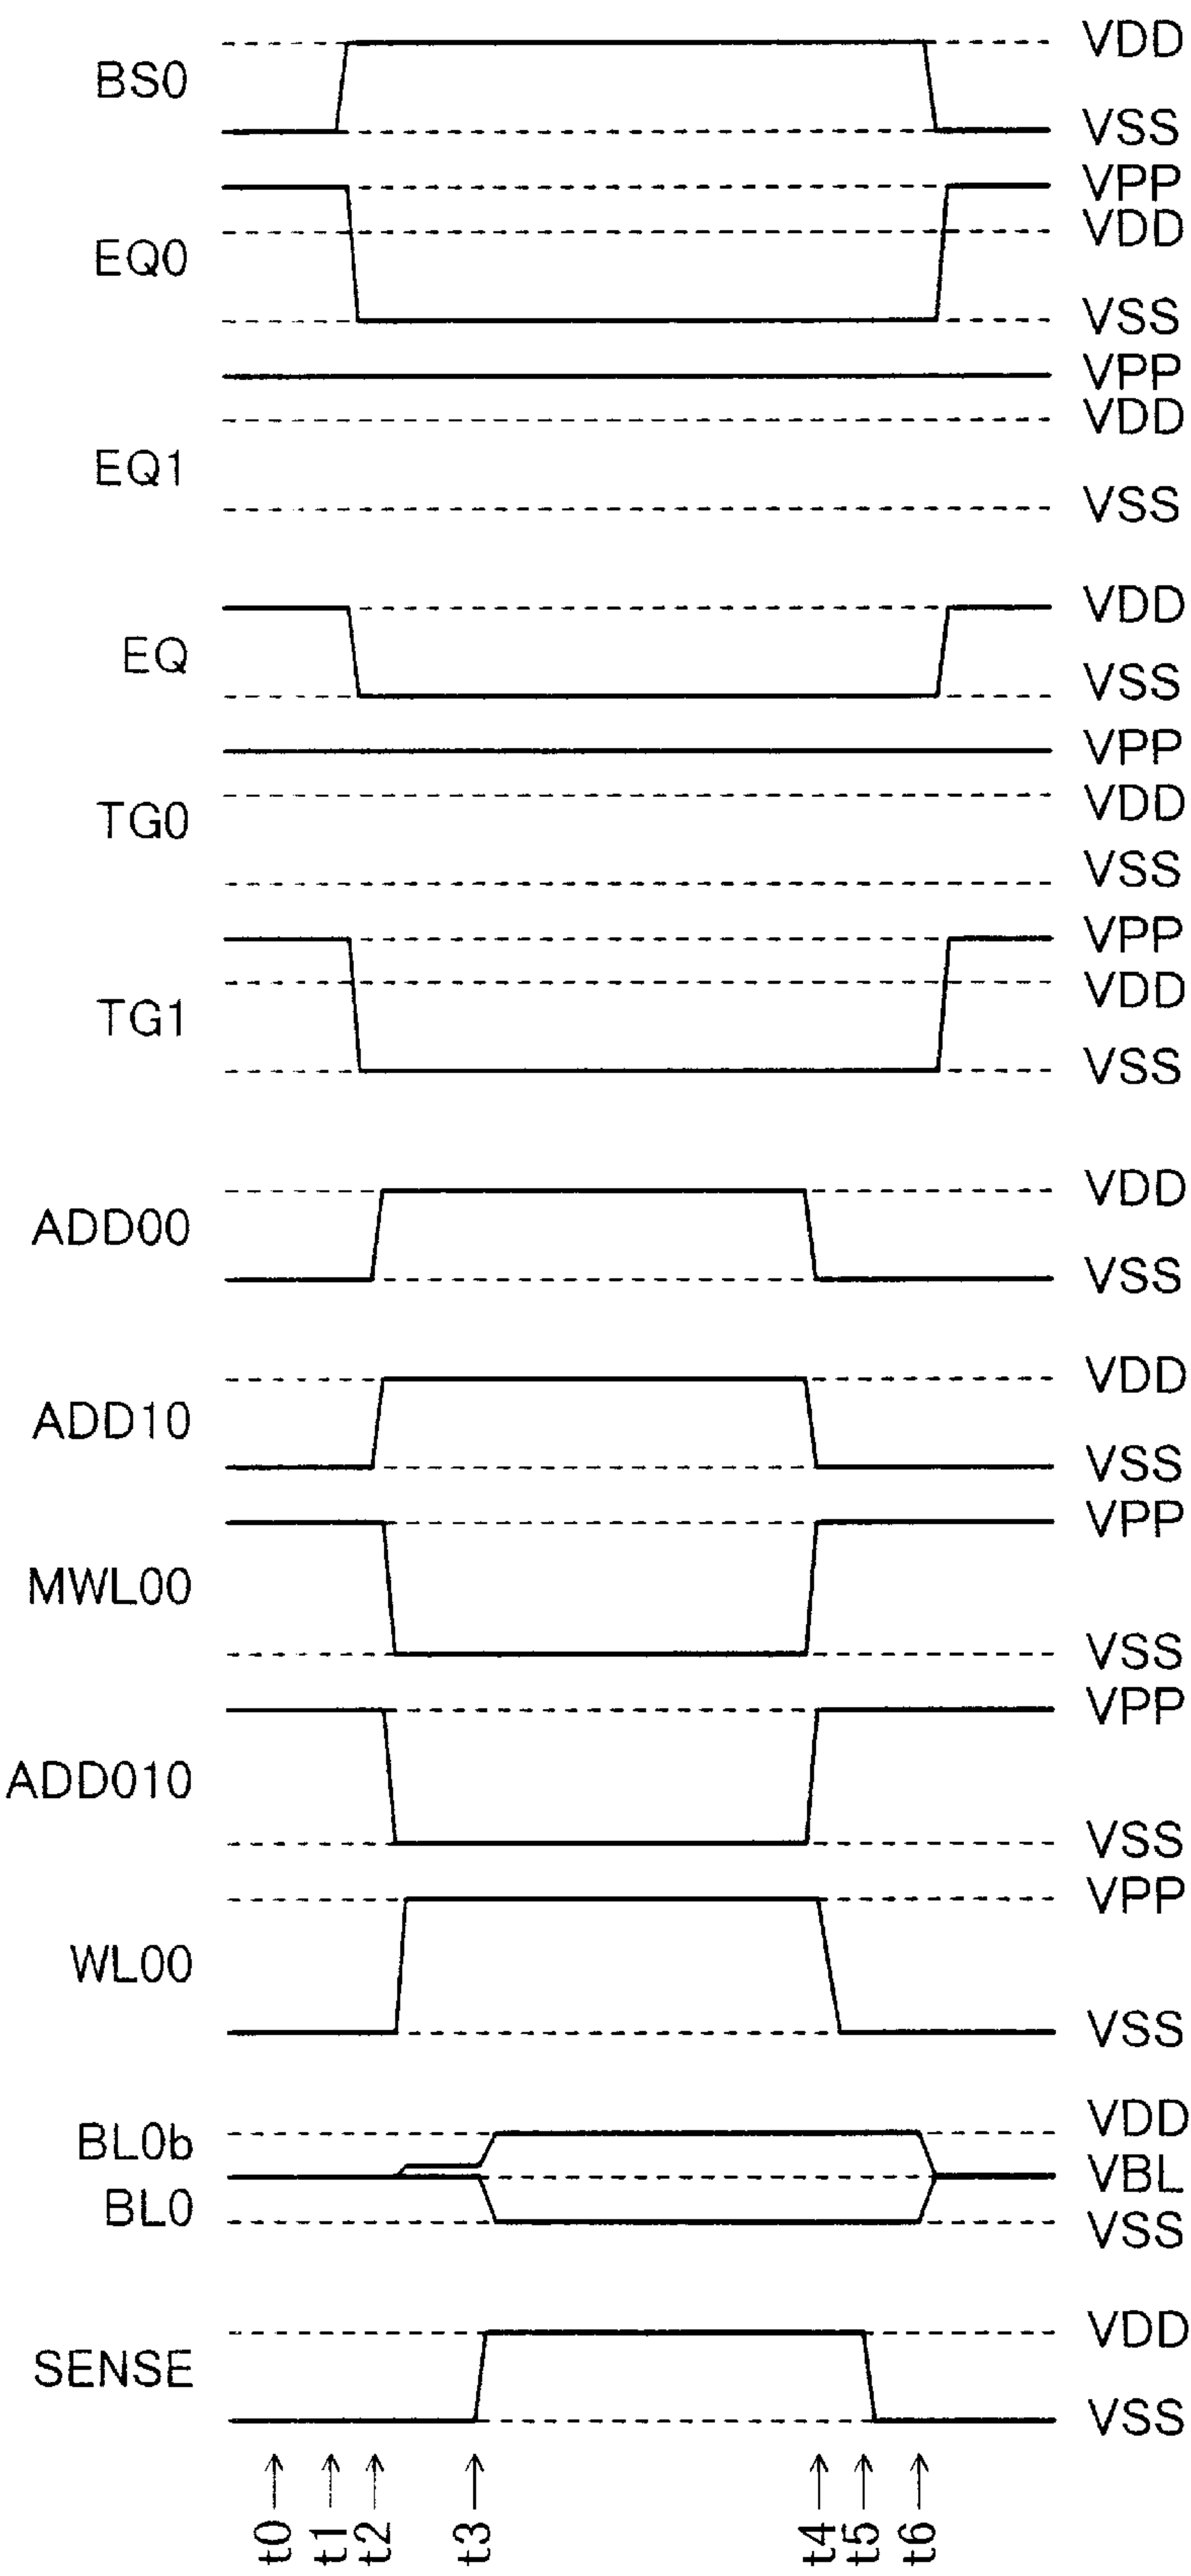 BS0
VDD
VSS
EQ0
VPP
VDD
VSS
EQ1
VPP
VDD
VSS
EQ
VDD
VSS
TG0
VPP
VDD
VSS
TG1
VPP
VDD
VSS
ADD00
VDD
VSS
ADD10
VDD
VSS
MWL00
VPP
VSS
ADD010
VPP
VSS
WL00
VPP
VSS
BL0b
BL0
VDD
VBL
VSS
SENSE
VDD
VSS
t0 t1 t2 t3 t4 t5 t6